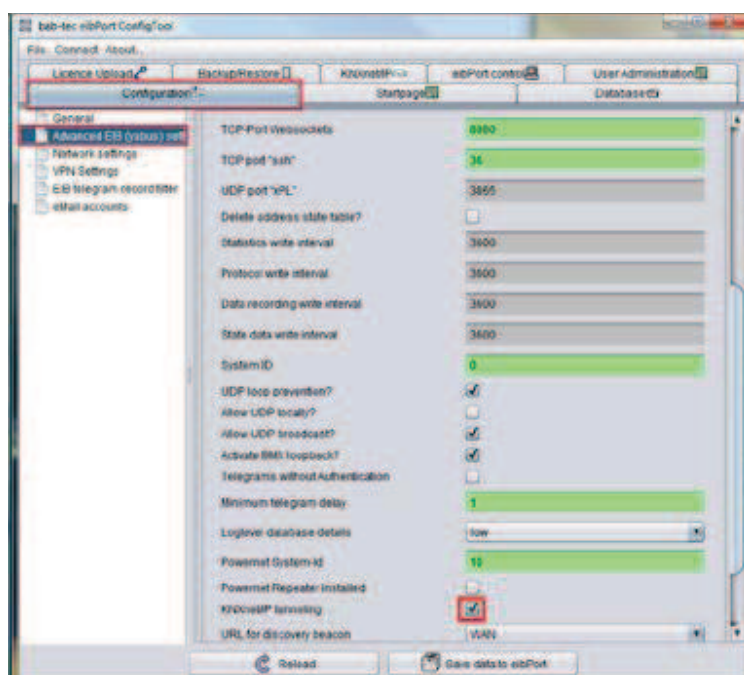 bab-tec eibPort ConfigTool
File Connect About..
Licence Upload Backup/Restore KNXnet/IP eibPort control User Administration
Configuration Startpage Database
General
Advanced EIB (ysbus) sett
Network settings
VPN Settings
EIB telegram record filter
eMail accounts
TCP-Port Websockets 8080
TCP port "ssh" 36
UDP port "xPL" 3865
Delete address state table?
Statistics write interval 3600
Protocol write interval 3600
Data recording write interval 3600
State data write interval 3600
System ID 0
UDP loop prevention?
Allow UDP locally?
Allow UDP broadcast?
Activate BMX loopback?
Telegrams without Authentication
Minimum telegram delay
Loglever database details low
Powernet System-Id 10
Powernet Repeater installed
KNXnet/IP tunneling
URL for discovery beacon WAN
Reload Save data to eibPort